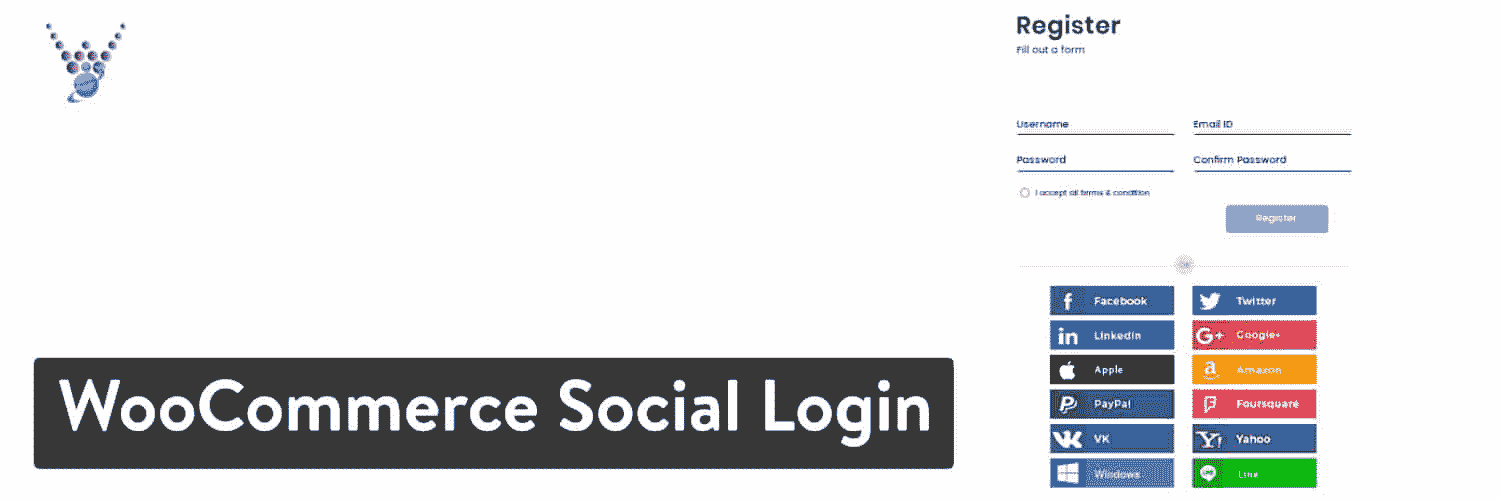 Register
Fill out a form
Username Email ID
Password Confirm Password
I accept all terms & condition
Register
Facebook Twitter
LinkedIn Google+
Apple Amazon
PayPal Foursquare
VK Yahoo
Windows Line
WooCommerce Social Login